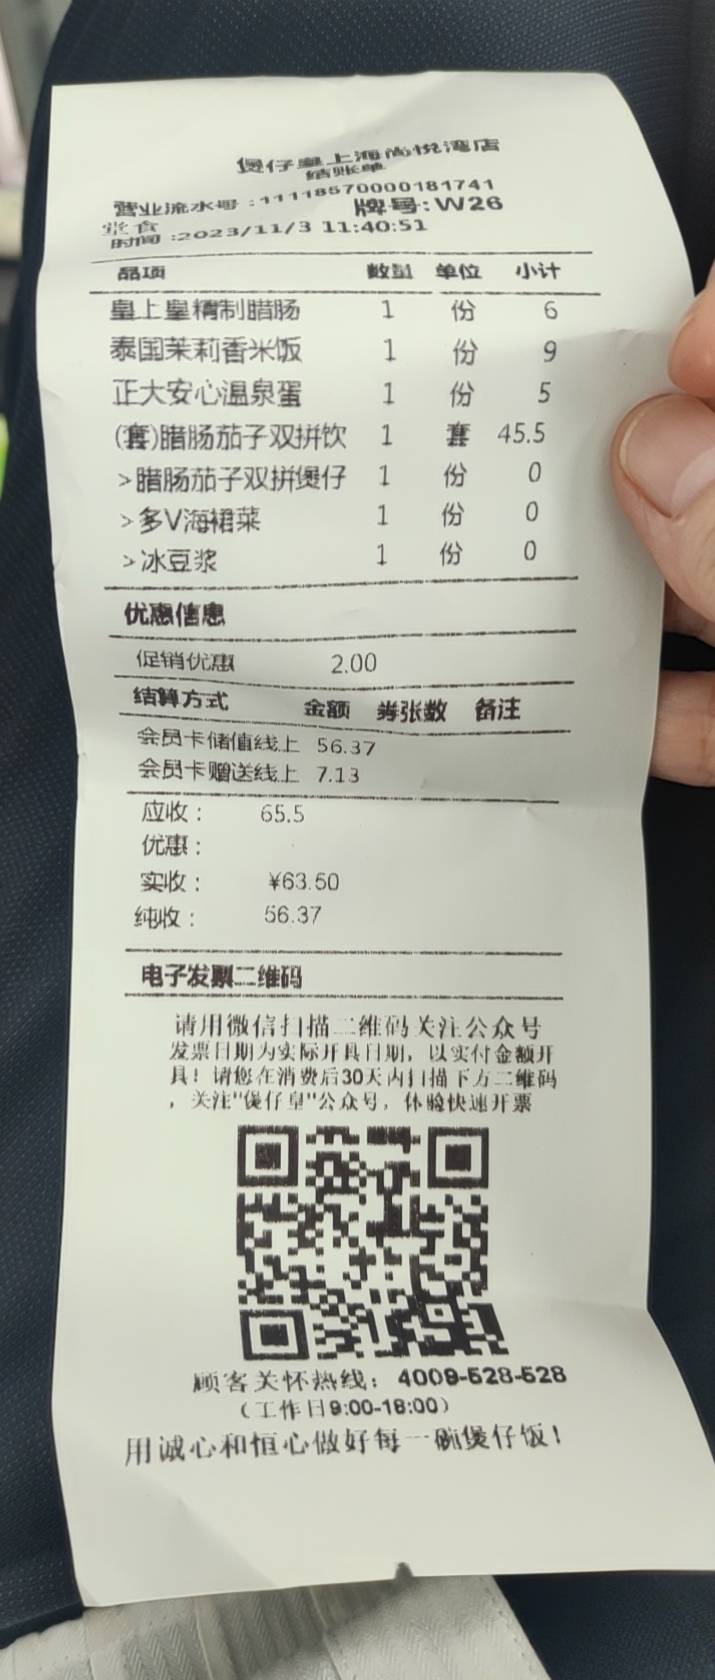 煲仔皇上海尚悦湾店
结账单
营业流水号:111185700000181741
堂食 牌号:W26
时间:2023/11/3 11:40:51
品项 数量 单位 小计
皇上皇精制腊肠 1 份 6
泰国茉莉香米饭 1 份 9
正大安心温泉蛋 1 份 5
(套)腊肠茄子双拼饮 1 套 45.5
>腊肠茄子双拼煲仔 1 份 0
>多V海裙菜 1 份 0
>冰豆浆 1 份 0
优惠信息
促销优惠 2.00
结算方式 金额 券张数 备注
会员卡储值线上 56.37
会员卡赠送线上 7.13
应收: 65.5
优惠:
实收: ¥63.50
纯收: 56.37
电子发票二维码
请用微信扫描二维码关注公众号
发票日期为实际开具日期，以实付金额开
具！请您在消费后30天内扫描下方二维码
，关注"煲仔皇"公众号，体验快速开票
顾客关怀热线：4009-528-528
（工作日9:00-18:00）
用诚心和恒心做好每一碗煲仔饭！